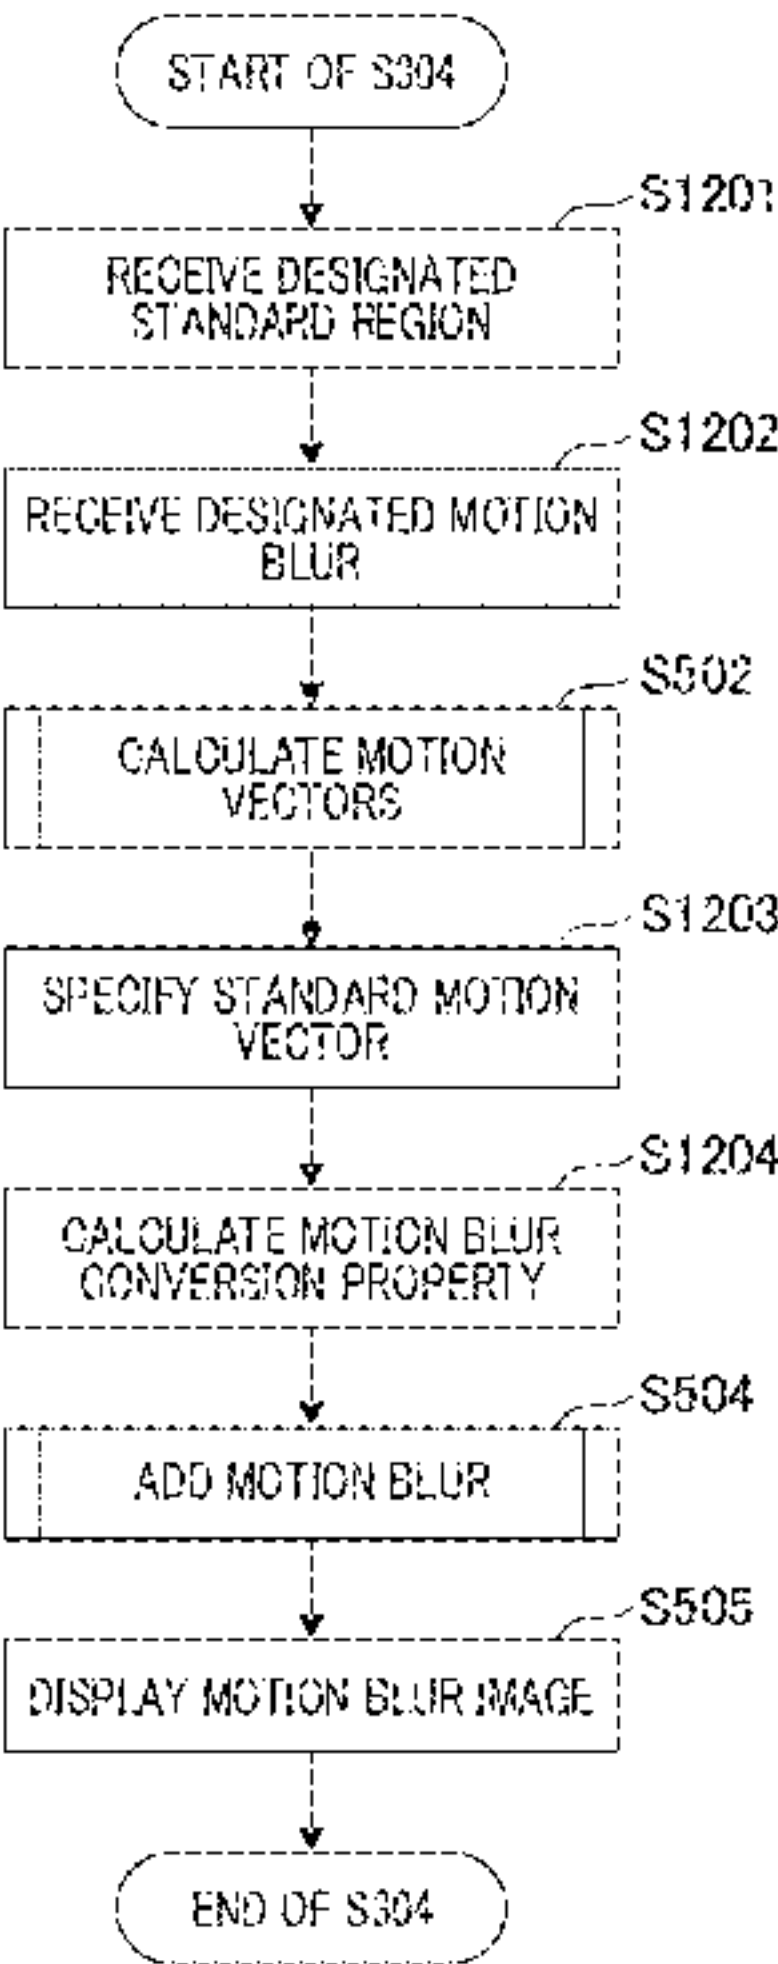 START OF S304
S1201
RECEIVE DESIGNATED
STANDARD REGION
S1202
RECEIVE DESIGNATED MOTION
BLUR
S502
CALCULATE MOTION
VECTORS
S1203
SPECIFY STANDARD MOTION
VECTOR
S1204
CALCULATE MOTION BLUR
CONVERSION PROPERTY
S504
ADD MOTION BLUR
S505
DISPLAY MOTION BLUR IMAGE
END OF S304